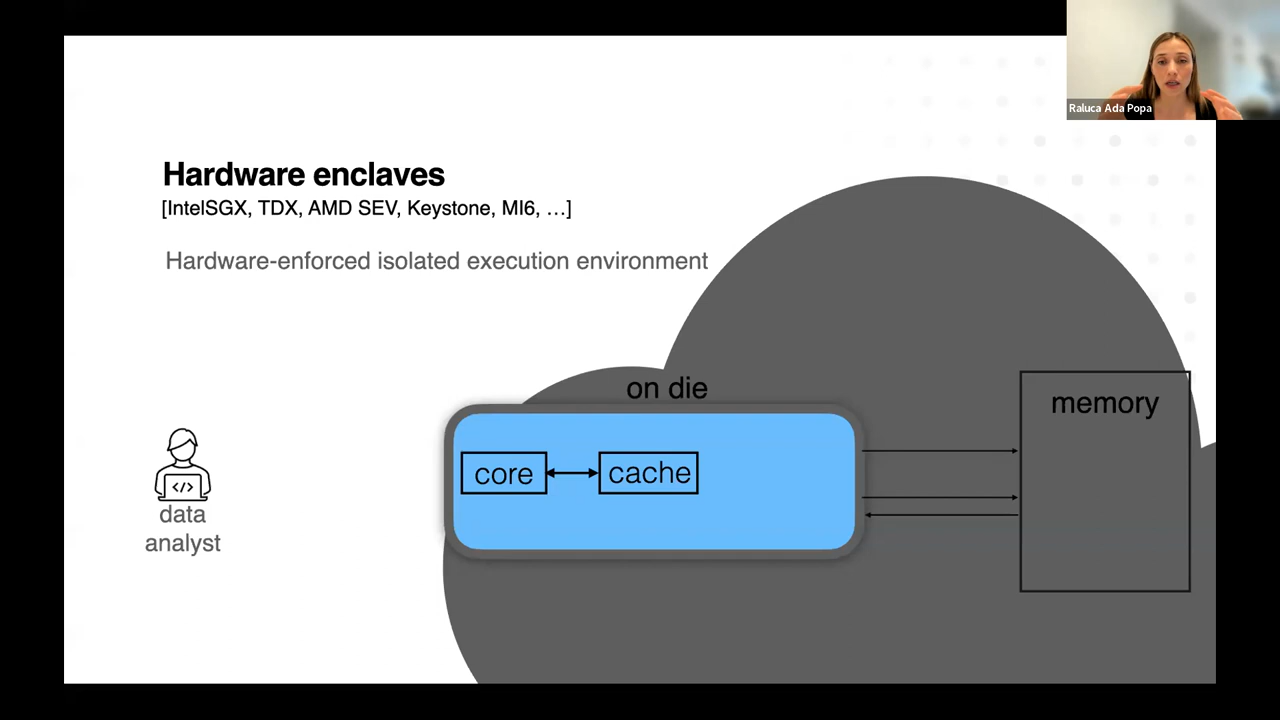 Raluca Ada Popa
Hardware enclaves
[IntelSGX, TDX, AMD SEV, Keystone, MI6, …]
Hardware-enforced isolated execution environment
on die
memory
core
cache
</>
data
analyst